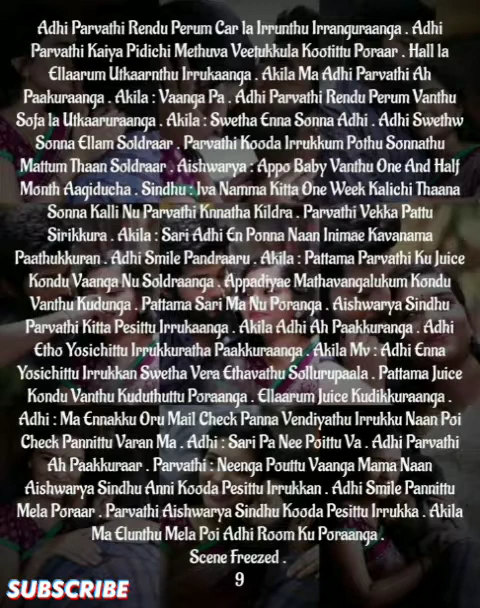 Adhi Parvathi Rendu Perum Car la Irrunthu Irranguraanga . Adhi
Parvathi Kaiya Pidichi Methuva Veetukkula Kootittu Poraar . Hall la
Ellaarum Utkaarnthu Irrukaanga . Akila Ma Adhi Parvathi Ah
Paakuraanga . Akila : Vaanga Pa . Adhi Parvathi Rendu Perum Vanthu
Sofa la Utkaaruraanga . Akila : Swetha Enna Sonna Adhi . Adhi Swethw
Sonna Ellam Soldraar . Parvathi Kooda Irrukkum Pothu Sonnathu
Mattum Thaan Soldraar . Aishwarya : Appo Baby Vanthu One And Half
Month Aagiducha . Sindhu : Iva Namma Kitta One Week Kalichi Thaana
Sonna Kalli Nu Parvathi Knnatha Kildra . Parvathi Vekka Pattu
Sirikkura . Akila : Sari Adhi En Ponna Naan Inimae Kavanama
Paathukkuran . Adhi Smile Pandraaru . Akila : Pattama Parvathi Ku Juice
Kondu Vaanga Nu Soldraanga . Appadiyae Mathavangalukum Kondu
Vanthu Kudunga . Pattama Sari Ma Nu Poranga . Aishwarya Sindhu
Parvathi Kitta Pesittu Irrukaanga . Akila Adhi Ah Paakkuranga . Adhi
Etho Yosichittu Irrukkuratha Paakkuraanga . Akila Mv : Adhi Enna
Yosichittu Irrukkan Swetha Vera Ethavathu Sollurupaala . Pattama Juice
Kondu Vanthu Kuduthuttu Poraanga . Ellaarum Juice Kudikkuraanga .
Adhi : Ma Ennakku Oru Mail Check Panna Vendiyathu Irrukku Naan Poi
Check Pannittu Varan Ma . Adhi : Sari Pa Nee Poittu Va . Adhi Parvathi
Ah Paakkuraar . Parvathi : Neenga Pouttu Vaanga Mama Naan
Aishwarya Sindhu Anni Kooda Pesittu Irrukkan . Adhi Smile Pannittu
Mela Poraar . Parvathi Aishwarya Sindhu Kooda Pesittu Irrukka . Akila
Ma Elunthu Mela Poi Adhi Room Ku Poraanga .
Scene Freezed .
9
SUBSCRIBE